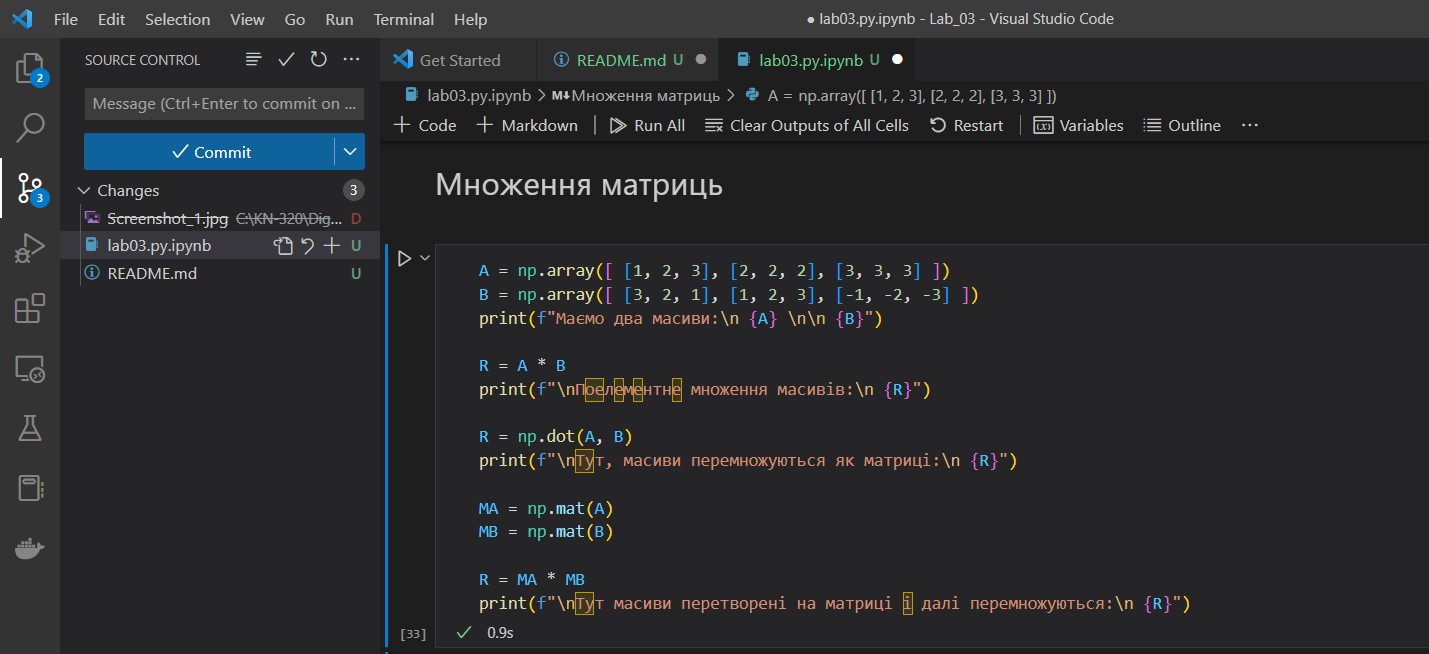 File Edit Selection View Go Run Terminal Help
● lab03.py.ipynb - Lab_03 - Visual Studio Code
SOURCE CONTROL
Get Started
README.md U
lab03.py.ipynb U
2
Message (Ctrl+Enter to commit on ...
lab03.py.ipynb > M↓Множення матриць > A = np.array([ [1, 2, 3], [2, 2, 2], [3, 3, 3] ])
+ Code + Markdown Run All Clear Outputs of All Cells Restart Variables Outline ...
Commit
3
Changes 3
Screenshot_1.jpg C:\KN-320\Dig... D
lab03.py.ipynb U
README.md U
Множення матриць
A = np.array([ [1, 2, 3], [2, 2, 2], [3, 3, 3] ])
B = np.array([ [3, 2, 1], [1, 2, 3], [-1, -2, -3] ])
print(f"Маємо два масиви:\n {A} \n\n {B}")
R = A * B
print(f"\nПоелементне множення масивів:\n {R}")
R = np.dot(A, B)
print(f"\nТут, масиви перемножуються як матриці:\n {R}")
MA = np.mat(A)
MB = np.mat(B)
R = MA * MB
print(f"\nТут масиви перетворені на матриці і далі перемножуються:\n {R}")
[33] 0.9s